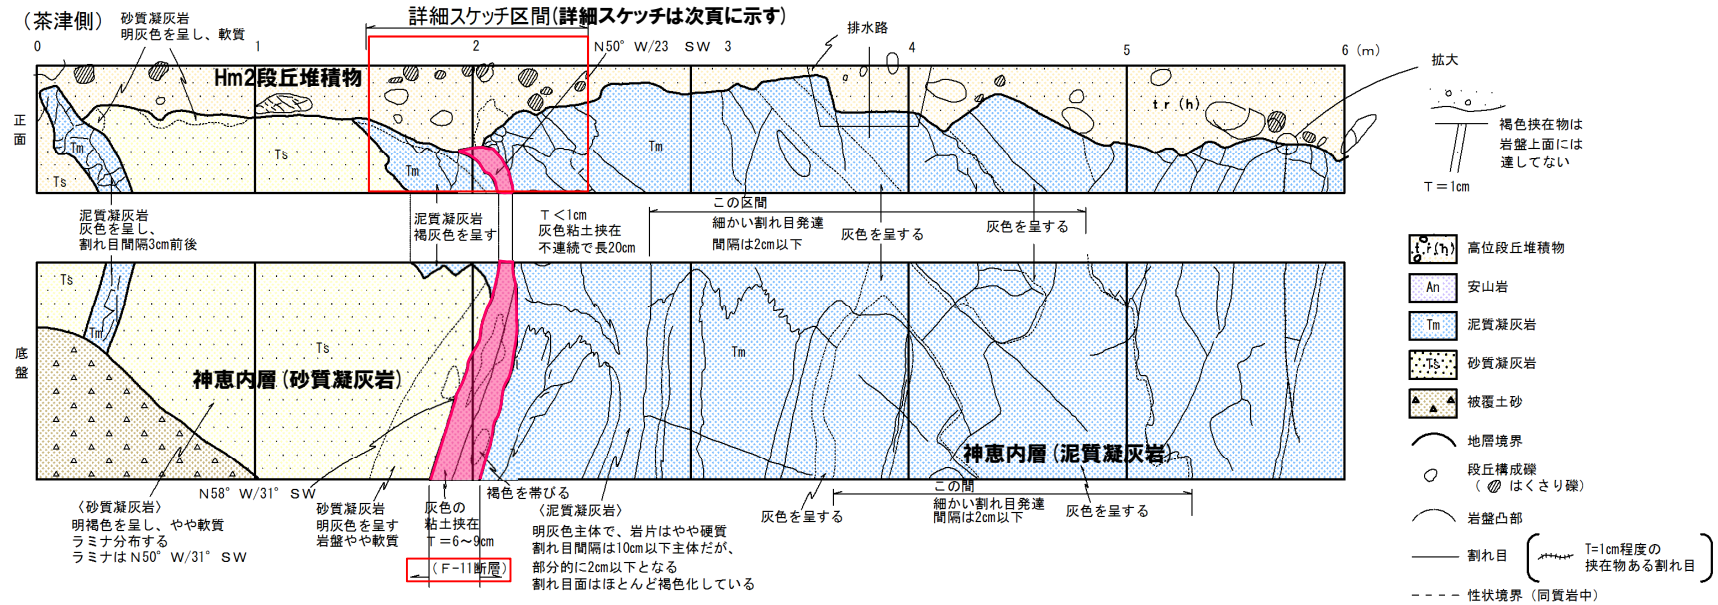 （茶津側）
砂質凝灰岩
明灰色を呈し、軟質
詳細スケッチ区間(詳細スケッチは次頁に示す)
排水路
0 1 2 N50°W/23 SW 3 4 5 6（m）
拡大
Hm2段丘堆積物
正面
Tm
Ts
Ts
Tm
Tm
tr(h)
褐色挟在物は
岩盤上面には
達してない
T＝1cm
泥質凝灰岩
灰色を呈し、
割れ目間隔3cm前後
泥質凝灰岩
褐灰色を呈す
T＜1cm
灰色粘土挟在
不連続で長20cm
この区間
細かい割れ目発達
間隔は2cm以下
灰色を呈する
灰色を呈する
底盤
Ts
Tm
Ts
Tm
神恵内層(砂質凝灰岩)
神恵内層(泥質凝灰岩)
N58°W/31°SW
〈砂質凝灰岩〉
明褐色を呈し、やや軟質
ラミナ分布する
ラミナはN50°W/31°SW
砂質凝灰岩
明灰色を呈す
岩盤やや軟質
灰色の
粘土挟在
T＝6～9cm
（F-11断層）
褐色を帯びる
〈泥質凝灰岩〉
明灰色主体で、岩片はやや硬質
割れ目間隔は10cm以下主体だが、
部分的に2cm以下となる
割れ目面はほとんど褐色化している
灰色を呈する
この間
細かい割れ目発達
間隔は2cm以下
灰色を呈する
t r(h) 高位段丘堆積物
An 安山岩
Tm 泥質凝灰岩
Ts 砂質凝灰岩
被覆土砂
地層境界
段丘構成礫
（ はくさり礫）
岩盤凸部
割れ目
T=1cm程度の
挟在物ある割れ目
性状境界（同質岩中）